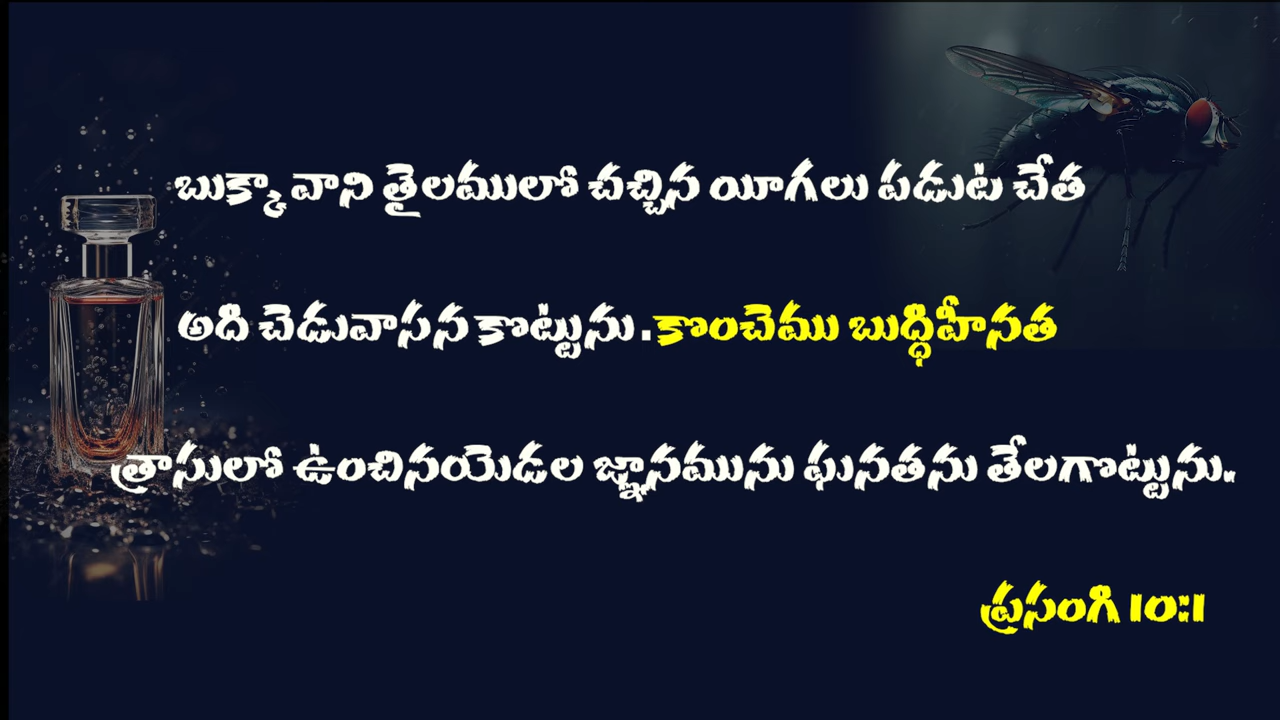 బుక్కా వాని తైలములో చచ్చిన యీగలు పడుట చేత
అది చెడువాసన కొట్టును.కొంచెము బుద్ధిహీనత
త్రాసులో ఉంచినయెడల జ్ఞానమును ఘనతను తేలగొట్టును.
ప్రసంగి 10:1